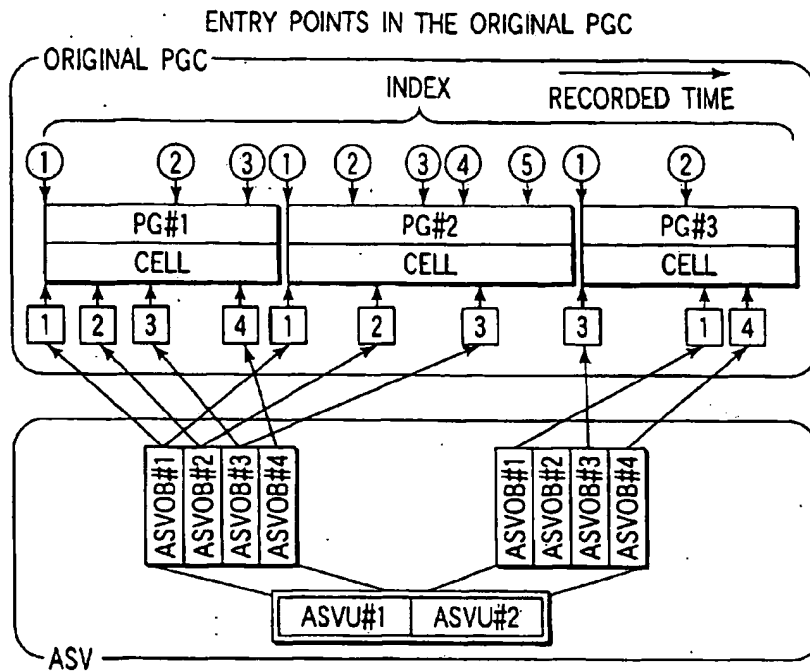 ENTRY POINTS IN THE ORIGINAL PGC
ORIGINAL PGC
INDEX
RECORDED TIME
1 2 3 1 2 3 4 5 1 2
PG#1 PG#2 PG#3
CELL CELL CELL
1 2 3 4 1 2 3 3 1 4
ASVOB#1 ASVOB#2 ASVOB#3 ASVOB#4 ASVOB#1 ASVOB#2 ASVOB#3 ASVOB#4
ASVU#1 ASVU#2
ASV